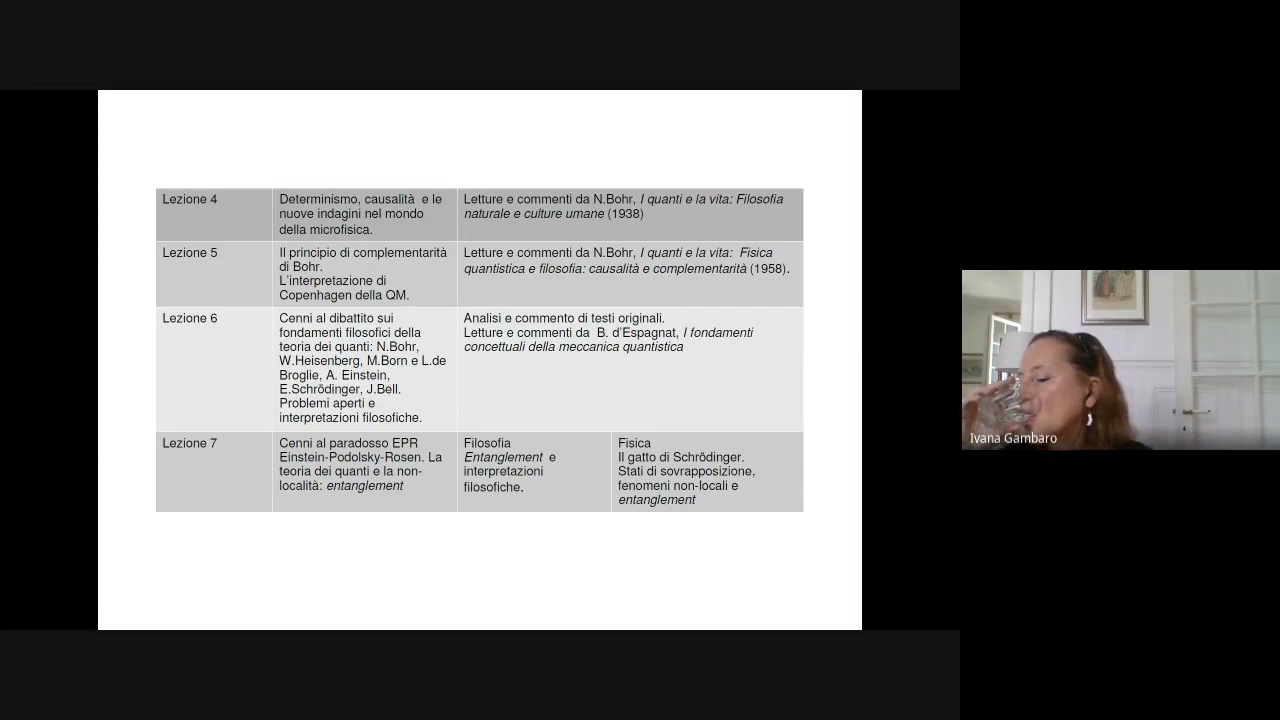 Lezione 4
Determinismo, causalità e le
nuove indagini nel mondo
della microfisica.
Letture e commenti da N.Bohr, I quanti e la vita: Filosofia
naturale e culture umane (1938)
Lezione 5
Il principio di complementarità
di Bohr.
L'interpretazione di
Copenhagen della QM.
Letture e commenti da N.Bohr, I quanti e la vita: Fisica
quantistica e filosofia: causalità e complementarità (1958).
Lezione 6
Cenni al dibattito sui
fondamenti filosofici della
teoria dei quanti: N.Bohr,
W.Heisenberg, M.Born e L.de
Broglie, A. Einstein,
E.Schrödinger, J.Bell.
Problemi aperti e
interpretazioni filosofiche.
Analisi e commento di testi originali.
Letture e commenti da B. d'Espagnat, I fondamenti
concettuali della meccanica quantistica
Lezione 7
Cenni al paradosso EPR
Einstein-Podolsky-Rosen. La
teoria dei quanti e la non-
località: entanglement
Filosofia
Entanglement e
interpretazioni
filosofiche.
Fisica
Il gatto di Schrödinger.
Stati di sovrapposizione,
fenomeni non-locali e
entanglement
Ivana Gambaro